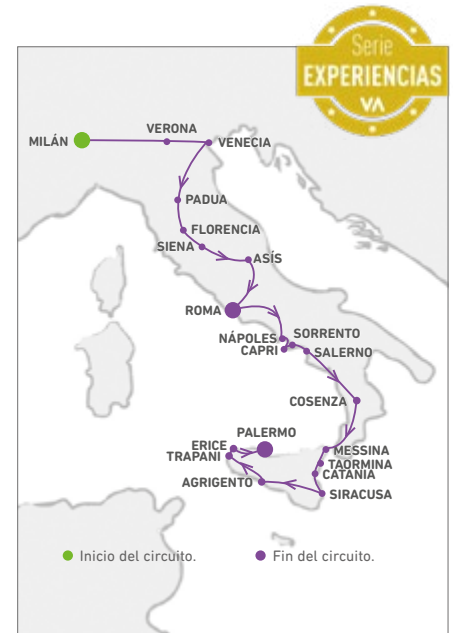 Serie
EXPERIENCIAS
VA
MILÁN
VERONA
VENECIA
PADUA
FLORENCIA
SIENA
ASÍS
ROMA
NÁPOLES
SORRENTO
CAPRI
SALERNO
COSENZA
PALERMO
ERICE
TRAPANI
MESSINA
TAORMINA
CATANIA
AGRIGENTO
SIRACUSA
Inicio del circuito.
Fin del circuito.